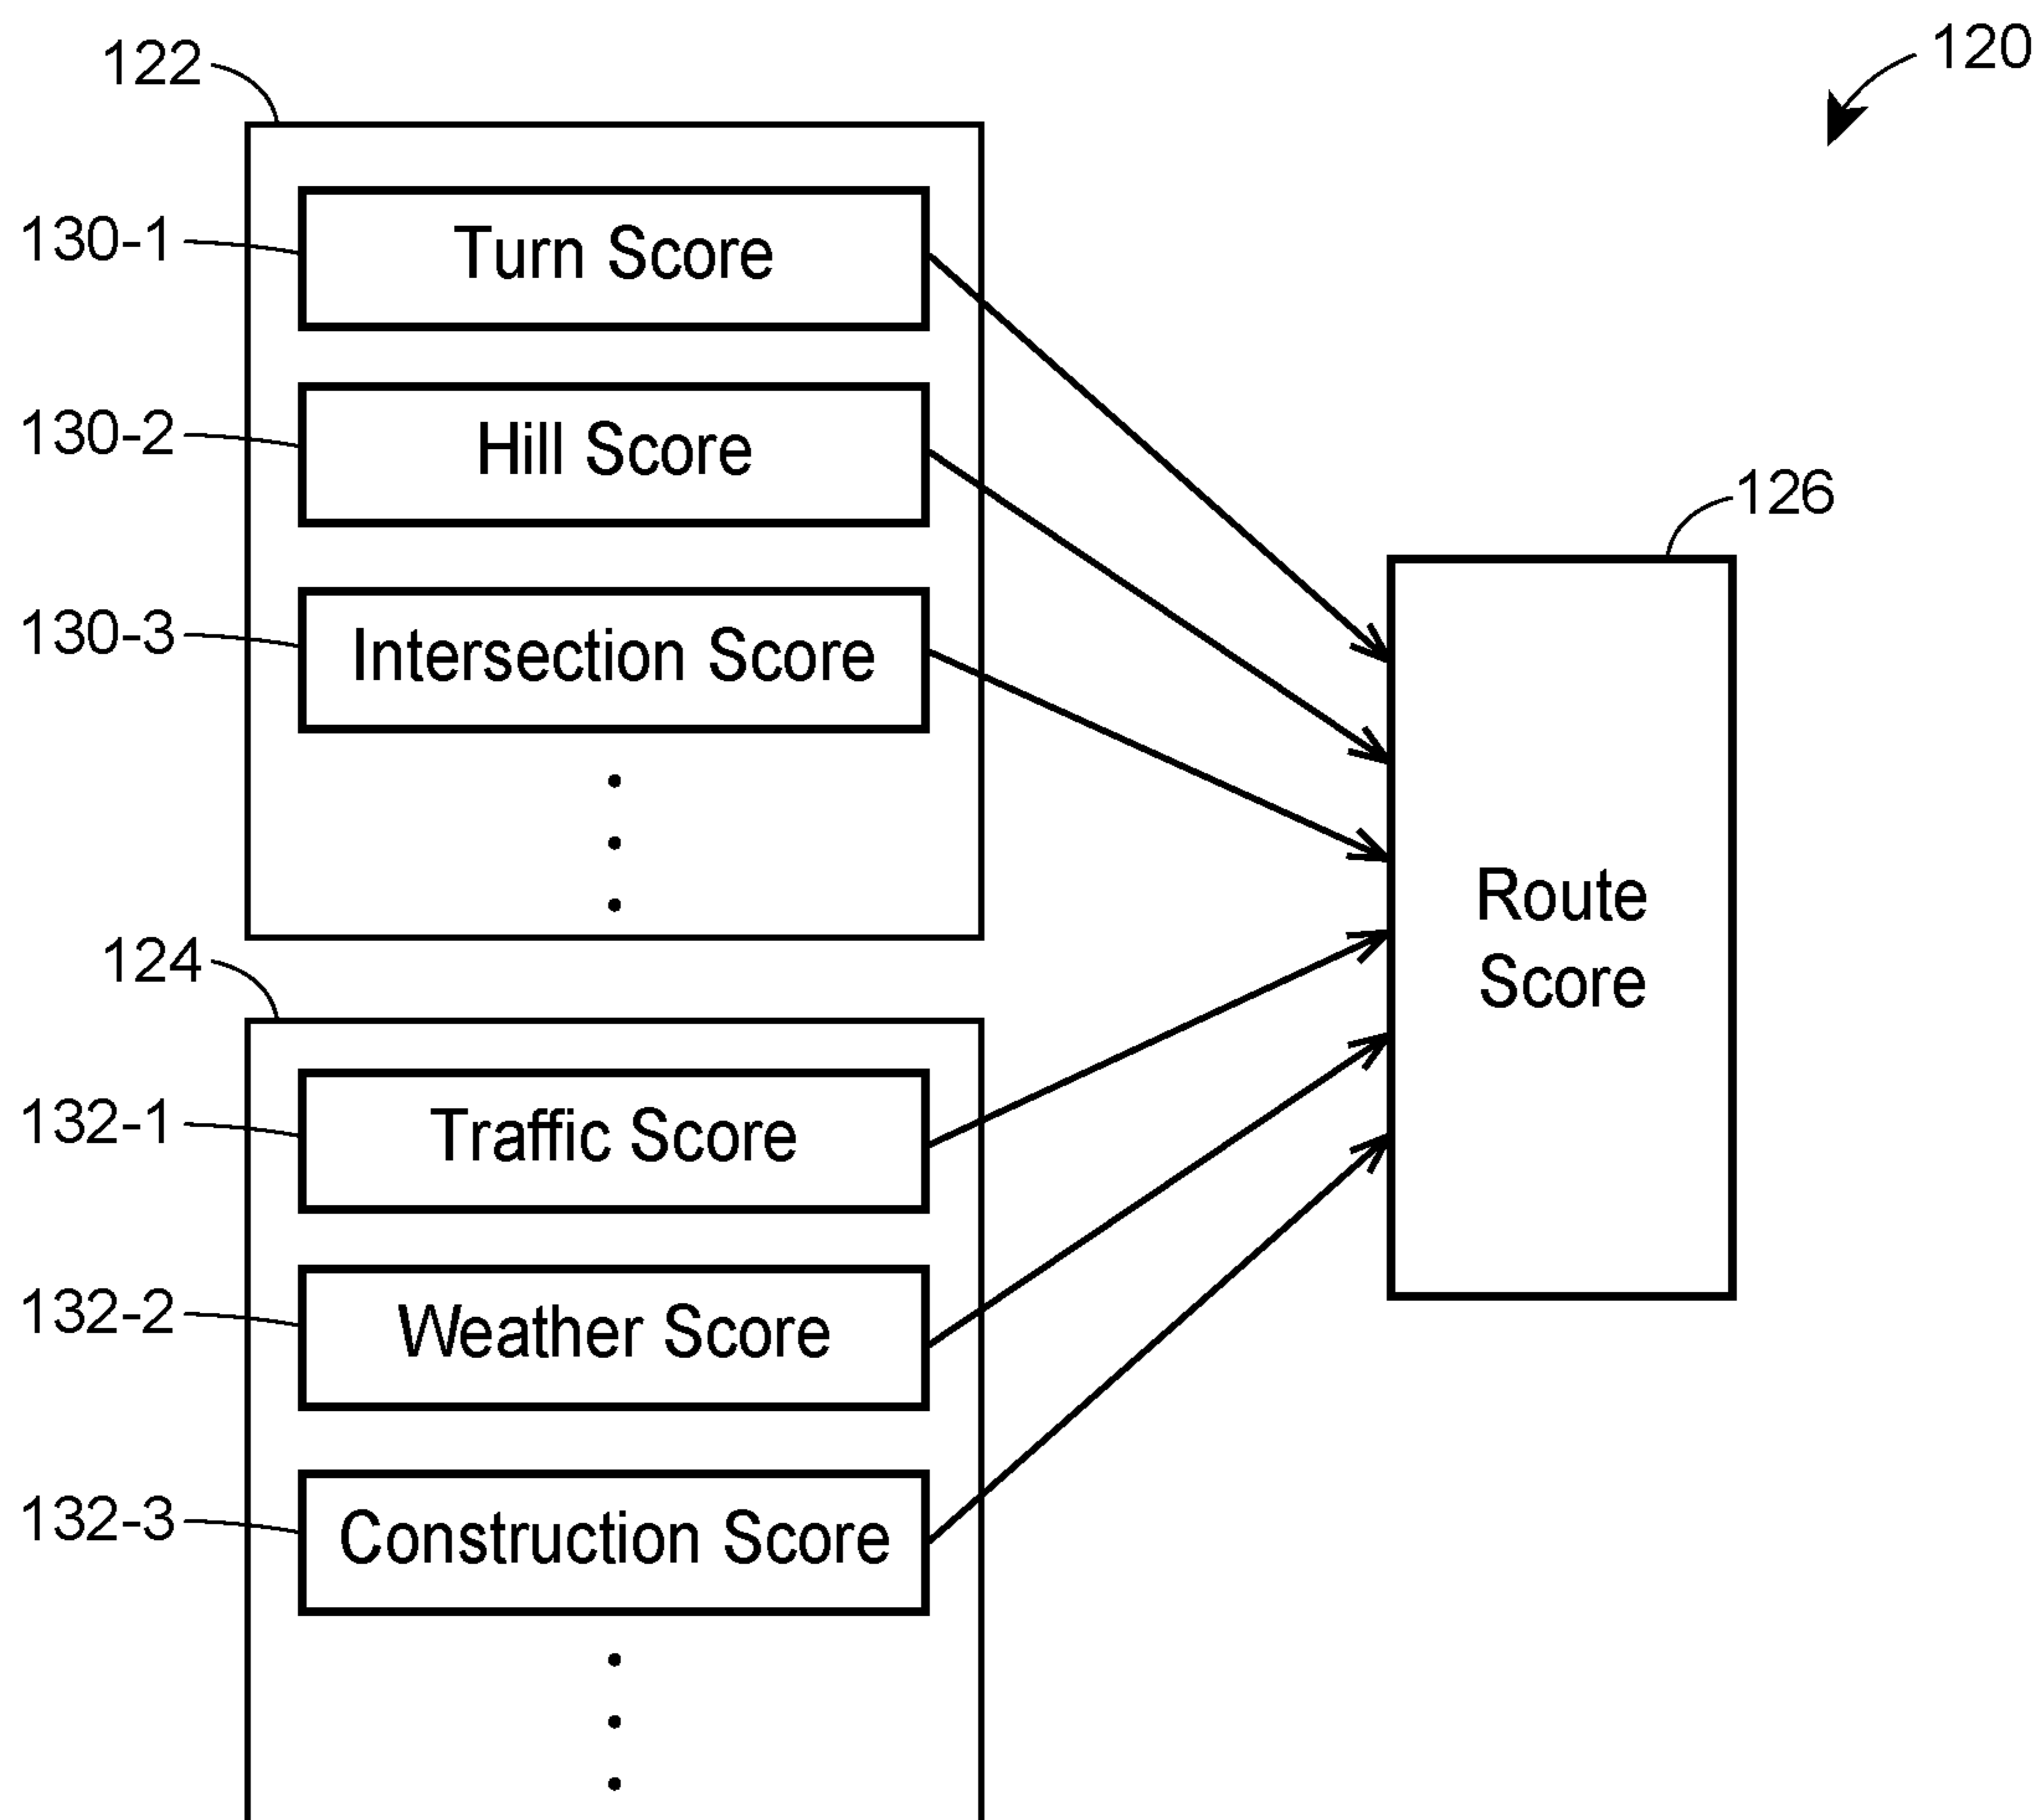 120
122
130-1
Turn Score
130-2
Hill Score
130-3
Intersection Score
126
Route
Score
124
132-1
Traffic Score
132-2
Weather Score
132-3
Construction Score